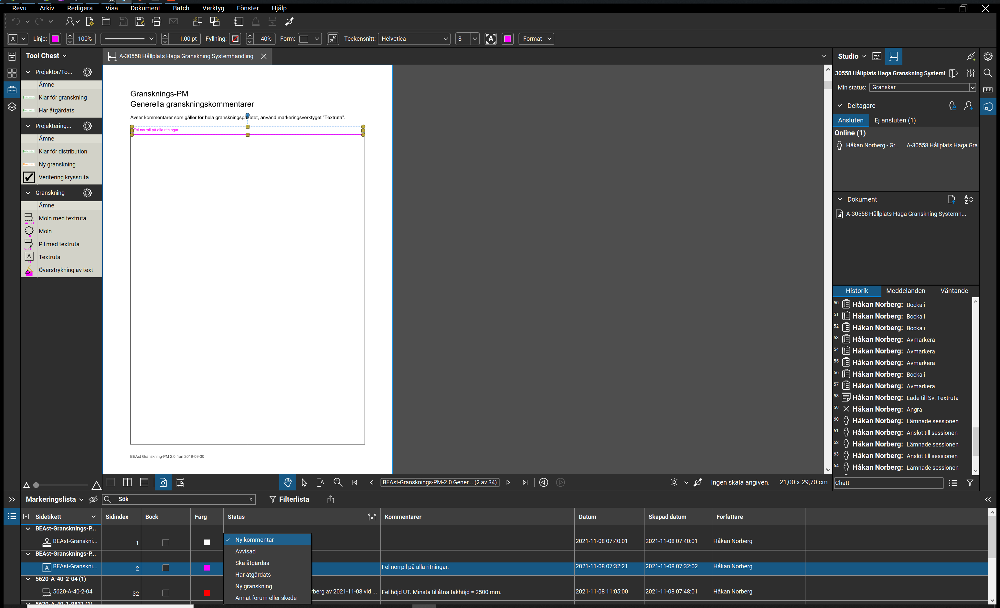 Revu Arkiv Redigera Visa Dokument Batch Verktyg Fönster Hjälp
A Linje: 100% 1,00 pt Fyllning: 40% Form: Teckensnitt: Helvetica 8 A Format
Tool Chest
Projektör/To...
Ämne
Klar för granskning
Har åtgärdats
Projektering...
Ämne
Klar för distribution
Ny granskning
Verifering kryssruta
Granskning
Ämne
Moln med textruta
Moln
Pil med textruta
A Textruta
Överstrykning av text
A-30558 Hållplats Haga Granskning Systemhandling
Gransknings-PM
Generella granskningskommentarer
Avser kommentarer som gäller för hela granskningspaketet, använd markeringsverktyget ”Textruta”.
Fel norrpil på alla ritningar.
BEAst Granskning-PM 2.0 från 2019-09-30
BEAst-Gransknings-PM-2.0 Gener... (2 av 34)
Ingen skala angiven. 21,00 x 29,70 cm
Studio
30558 Hållplats Haga Granskning Systemh
Min status: Granskar
Deltagare
Ansluten Ej ansluten (1)
Online (1)
Håkan Norberg - Gr... A-30558 Hållplats Haga Gra.
Dokument
A-30558 Hållplats Haga Granskning Systemh...
Historik Meddelanden Väntande
50 Håkan Norberg: Bocka i
51 Håkan Norberg: Bocka i
52 Håkan Norberg: Bocka i
53 Håkan Norberg: Avmarkera
54 Håkan Norberg: Avmarkera
55 Håkan Norberg: Avmarkera
56 Håkan Norberg: Bocka i
57 Håkan Norberg: Avmarkera
58 Håkan Norberg: Lade till Sv: Textruta
59 Håkan Norberg: Ångra
60 Håkan Norberg: Lämnade sessionen
61 Håkan Norberg: Anslöt till sessionen
62 Håkan Norberg: Lämnade sessionen
63 Håkan Norberg: Anslöt till sessionen
64 Håkan Norberg: Lämnade sessionen
Chatt
Markeringslista Sök x Filterlista
Sidetikett Sidindex Bock Färg Status Kommentarer Datum Skapad datum Författare
BEAst-Gransknings-P...
BEAst-Granskni... 1 2021-11-08 07:40:01 2021-11-08 07:40:01 Håkan Norberg
BEAst-Gransknings-P...
A BEAst-Granskni... 2 Fel norrpil på alla ritningar. 2021-11-08 07:32:21 2021-11-08 07:32:02 Håkan Norberg
5620-A-40-2-04 (1)
5620-A-40-2-04 32 rberg av 2021-11-08 vid ... Fel höjd UT. Minsta tillåtna takhöjd = 2500 mm. 2021-11-08 11:05:00 2021-11-08 07:48:01 Håkan Norberg
5620-A-40-1-9831 (1)
Ny kommentar
Avvisad
Ska åtgärdas
Har åtgärdats
Ny granskning
Annat forum eller skede